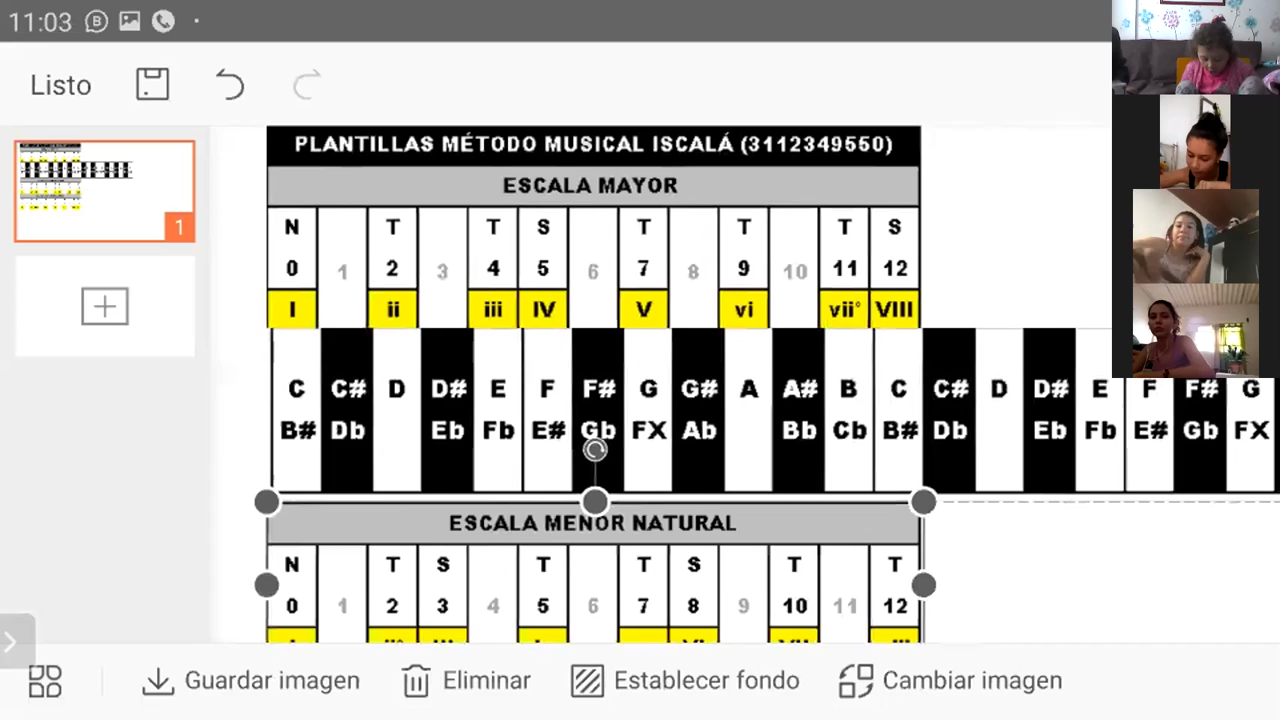 11:03
Listo
1
PLANTILLAS MÉTODO MUSICAL ISCALÁ (3112349550)
ESCALA MAYOR
N T T S T T T S
0 1 2 3 4 5 6 7 8 9 10 11 12
I ii iii IV V vi vii° VIII
C C# D D# E F F# G G# A A# B C C# D D# E F F# G
B# Db Eb Fb E# Gb FX Ab Bb Cb B# Db Eb Fb E# Gb FX
ESCALA MENOR NATURAL
N T S T T S T T
0 1 2 3 4 5 6 7 8 9 10 11 12
Guardar imagen Eliminar Establecer fondo Cambiar imagen